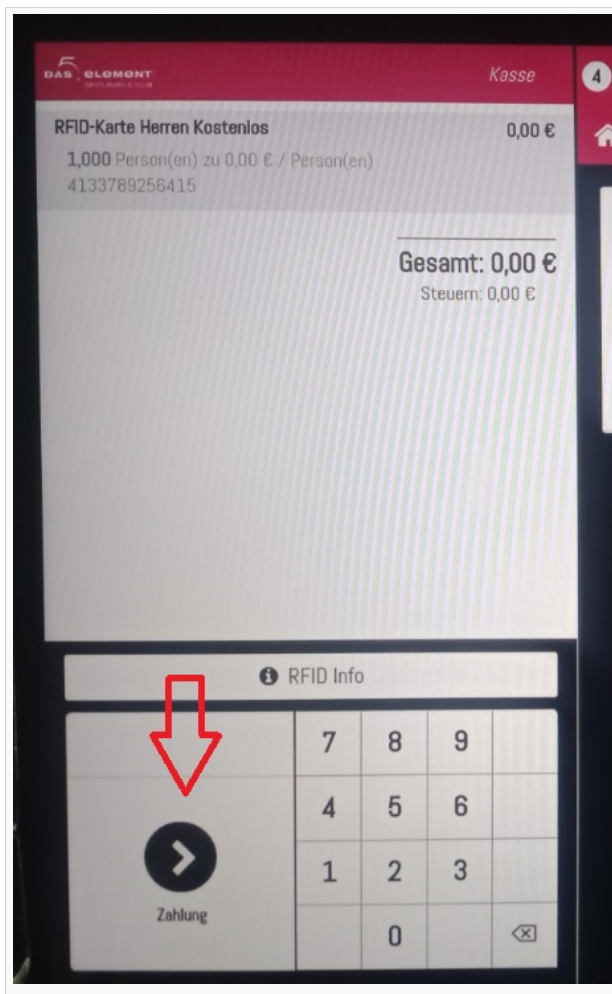 5
DAS ELEMENT
Kasse
4
RFID-Karte Herren Kostenlos
0,00 €
1,000 Person(en) zu 0,00 € / Person(en)
4133789256415
Gesamt: 0,00 €
Steuern: 0,00 €
RFID Info
7 8 9
4 5 6
1 2 3
Zahlung
0